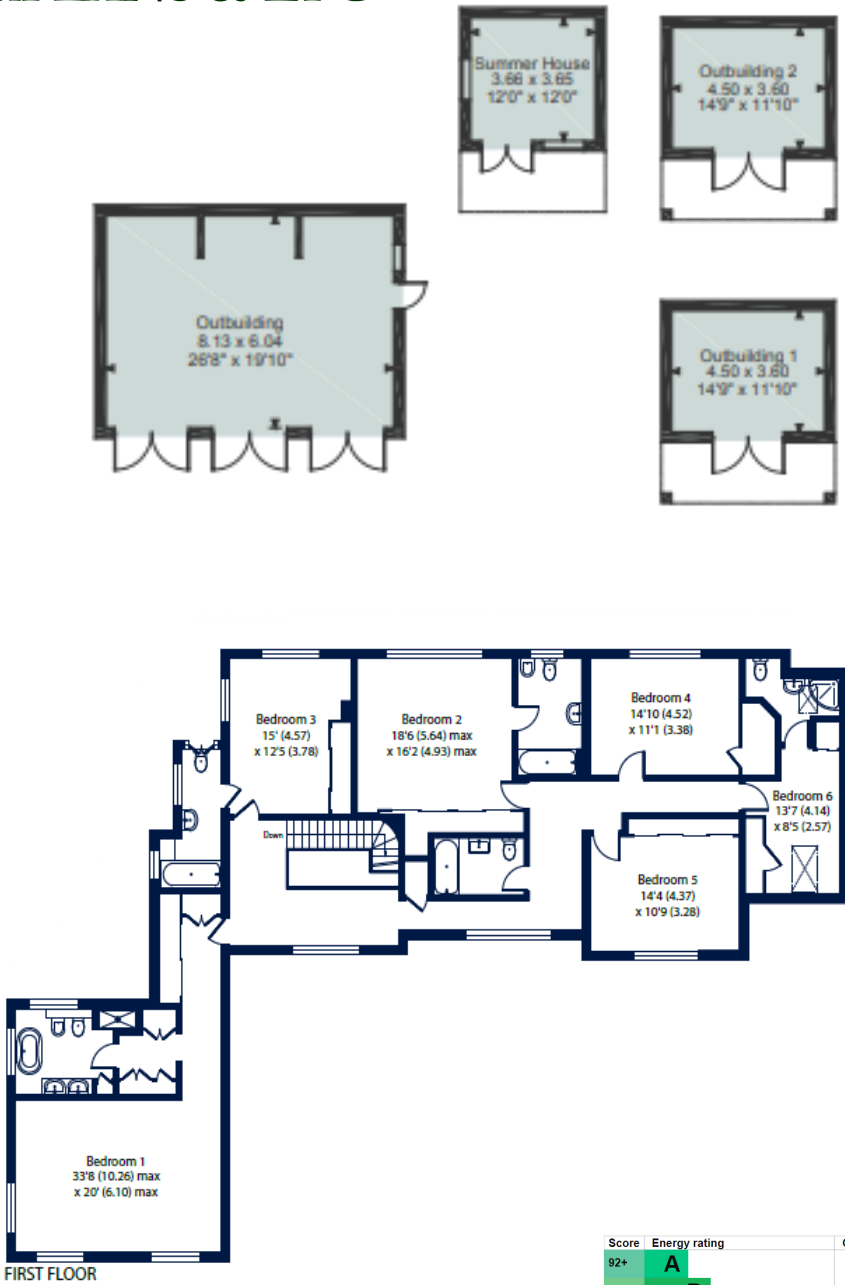 Summer House
3.66 x 3.65
12'0" x 12'0"
Outbuilding 2
4.50 x 3.60
14'9" x 11'10"
Outbuilding
8.13 x 6.04
26'8" x 19'10"
Outbuilding 1
4.50 x 3.60
14'9" x 11'10"
Bedroom 3
15' (4.57)
x 12'5 (3.78)
Bedroom 2
18'6 (5.64) max
x 16'2 (4.93) max
Bedroom 4
14'10 (4.52)
x 11'1 (3.38)
Bedroom 6
13'7 (4.14)
x 8'5 (2.57)
Down
Bedroom 5
14'4 (4.37)
x 10'9 (3.28)
Bedroom 1
33'8 (10.26) max
x 20' (6.10) max
FIRST FLOOR
Score Energy rating
92+ A